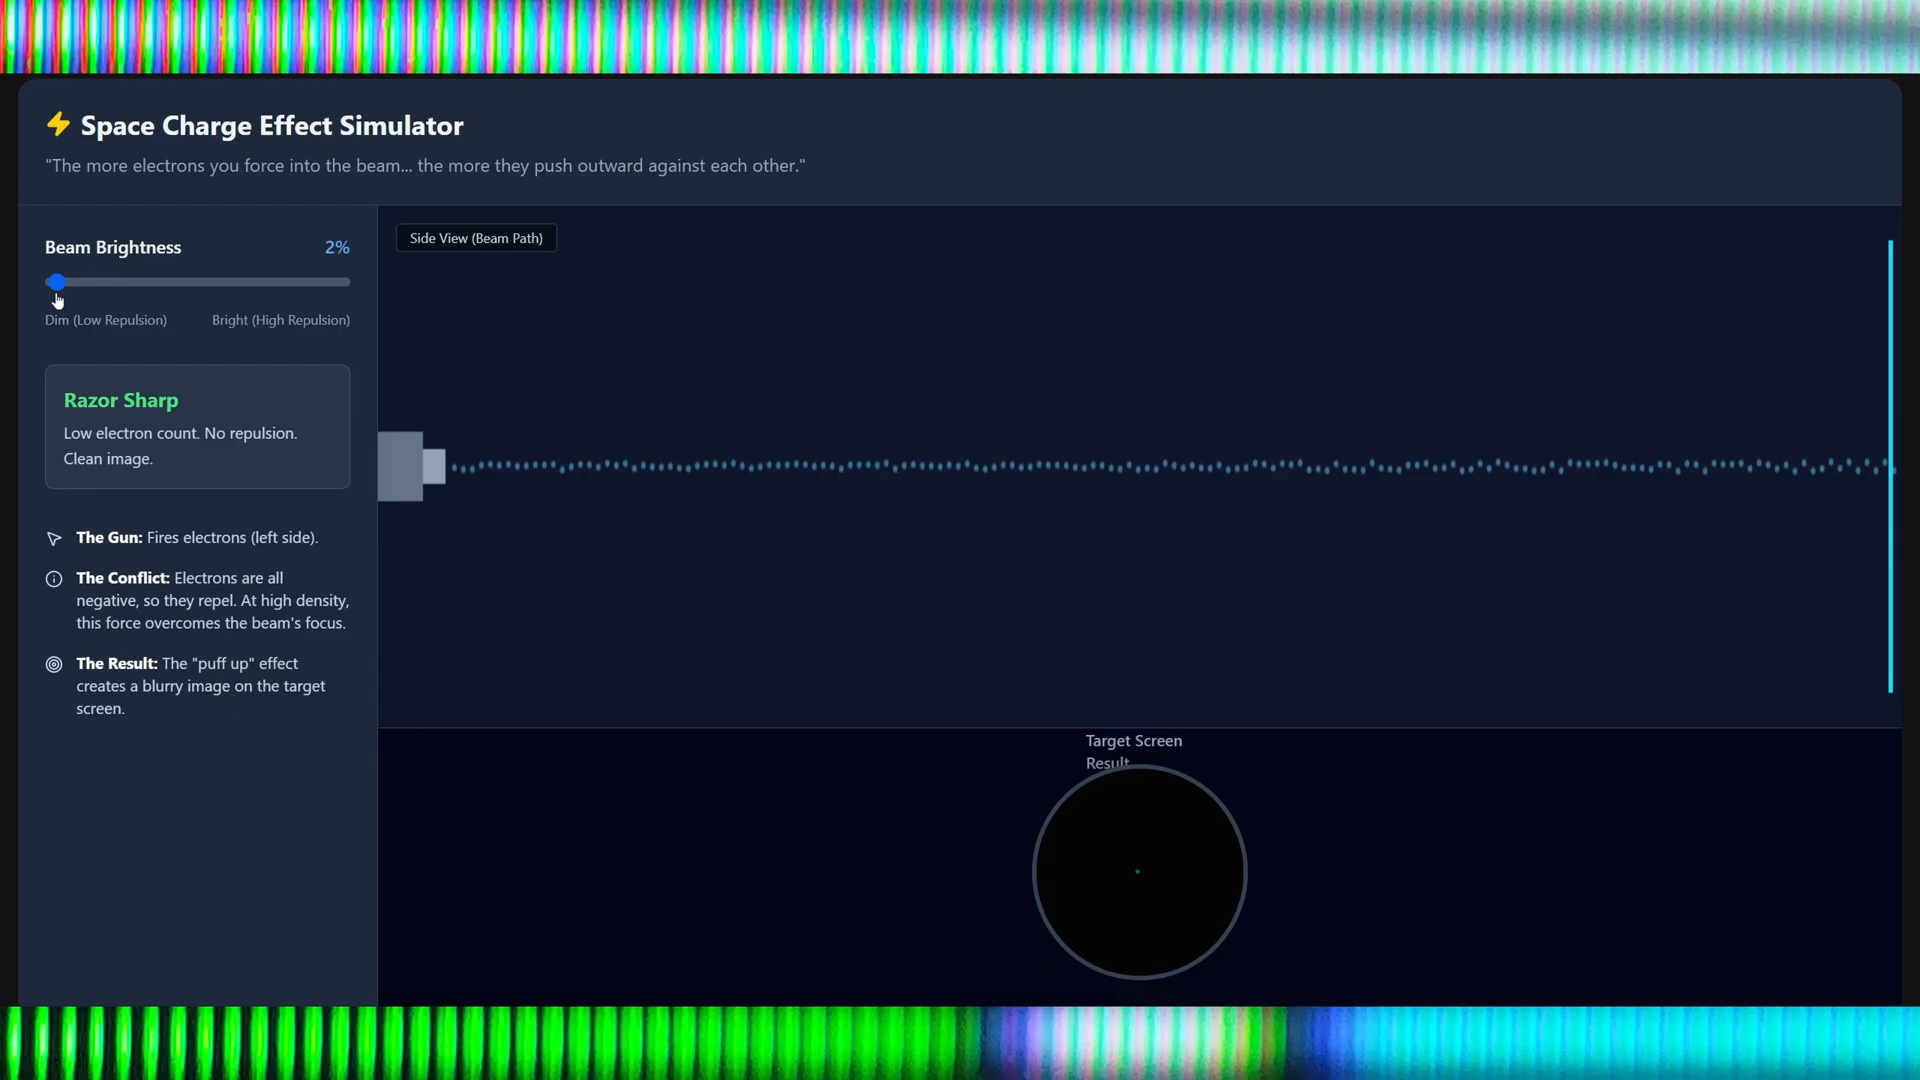 Space Charge Effect Simulator
"The more electrons you force into the beam... the more they push outward against each other."
Beam Brightness 2%
Dim (Low Repulsion) Bright (High Repulsion)
Razor Sharp
Low electron count. No repulsion.
Clean image.
The Gun: Fires electrons (left side).
The Conflict: Electrons are all
negative, so they repel. At high density,
this force overcomes the beam's focus.
The Result: The "puff up" effect
creates a blurry image on the target
screen.
Side View (Beam Path)
Target Screen
Result